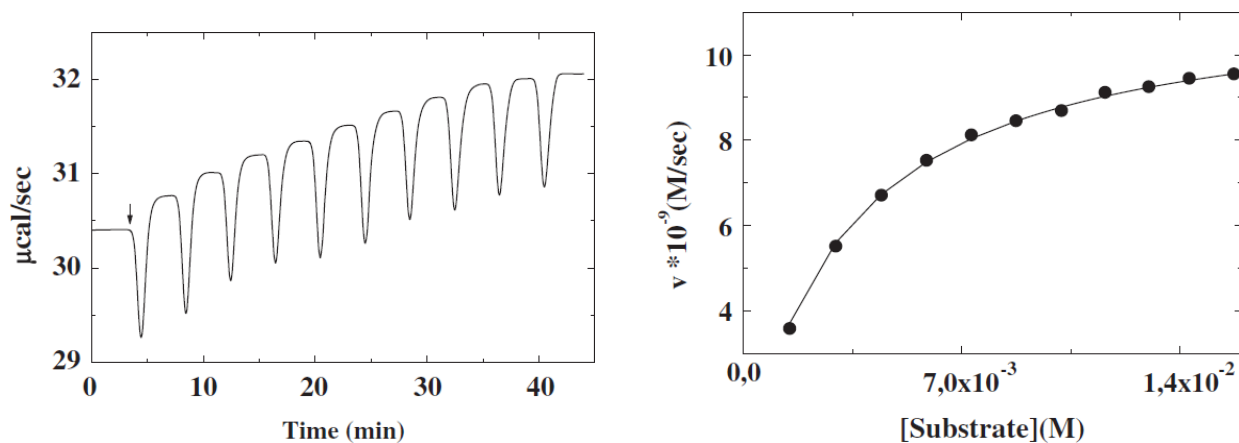 32
31
30
29
μcal/sec
0
10
20
30
40
Time (min)
10
8
6
4
v *10⁻⁹(M/sec)
0,0
7,0x10⁻³
1,4x10⁻²
[Substrate](M)